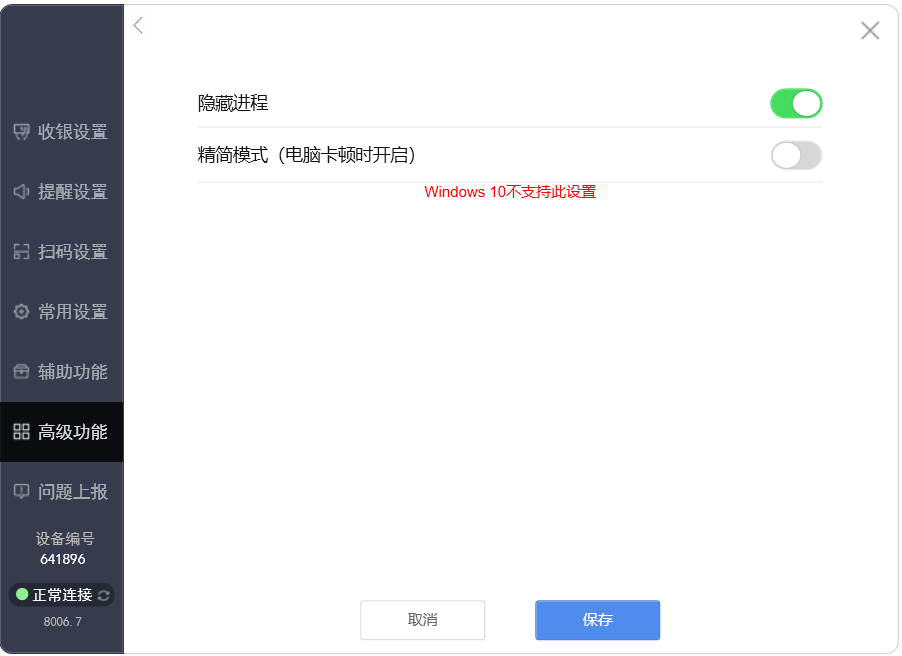 收银设置
提醒设置
扫码设置
常用设置
辅助功能
高级功能
问题上报
设备编号
641896
正常连接
8006.7
隐藏进程
精简模式（电脑卡顿时开启）
Windows 10不支持此设置
取消
保存